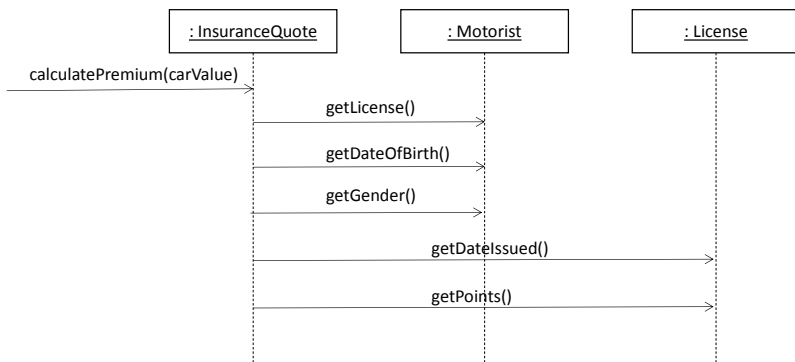 : InsuranceQuote
: Motorist
: License
calculatePremium(carValue)
getLicense()
getDateOfBirth()
getGender()
getDateIssued()
getPoints()